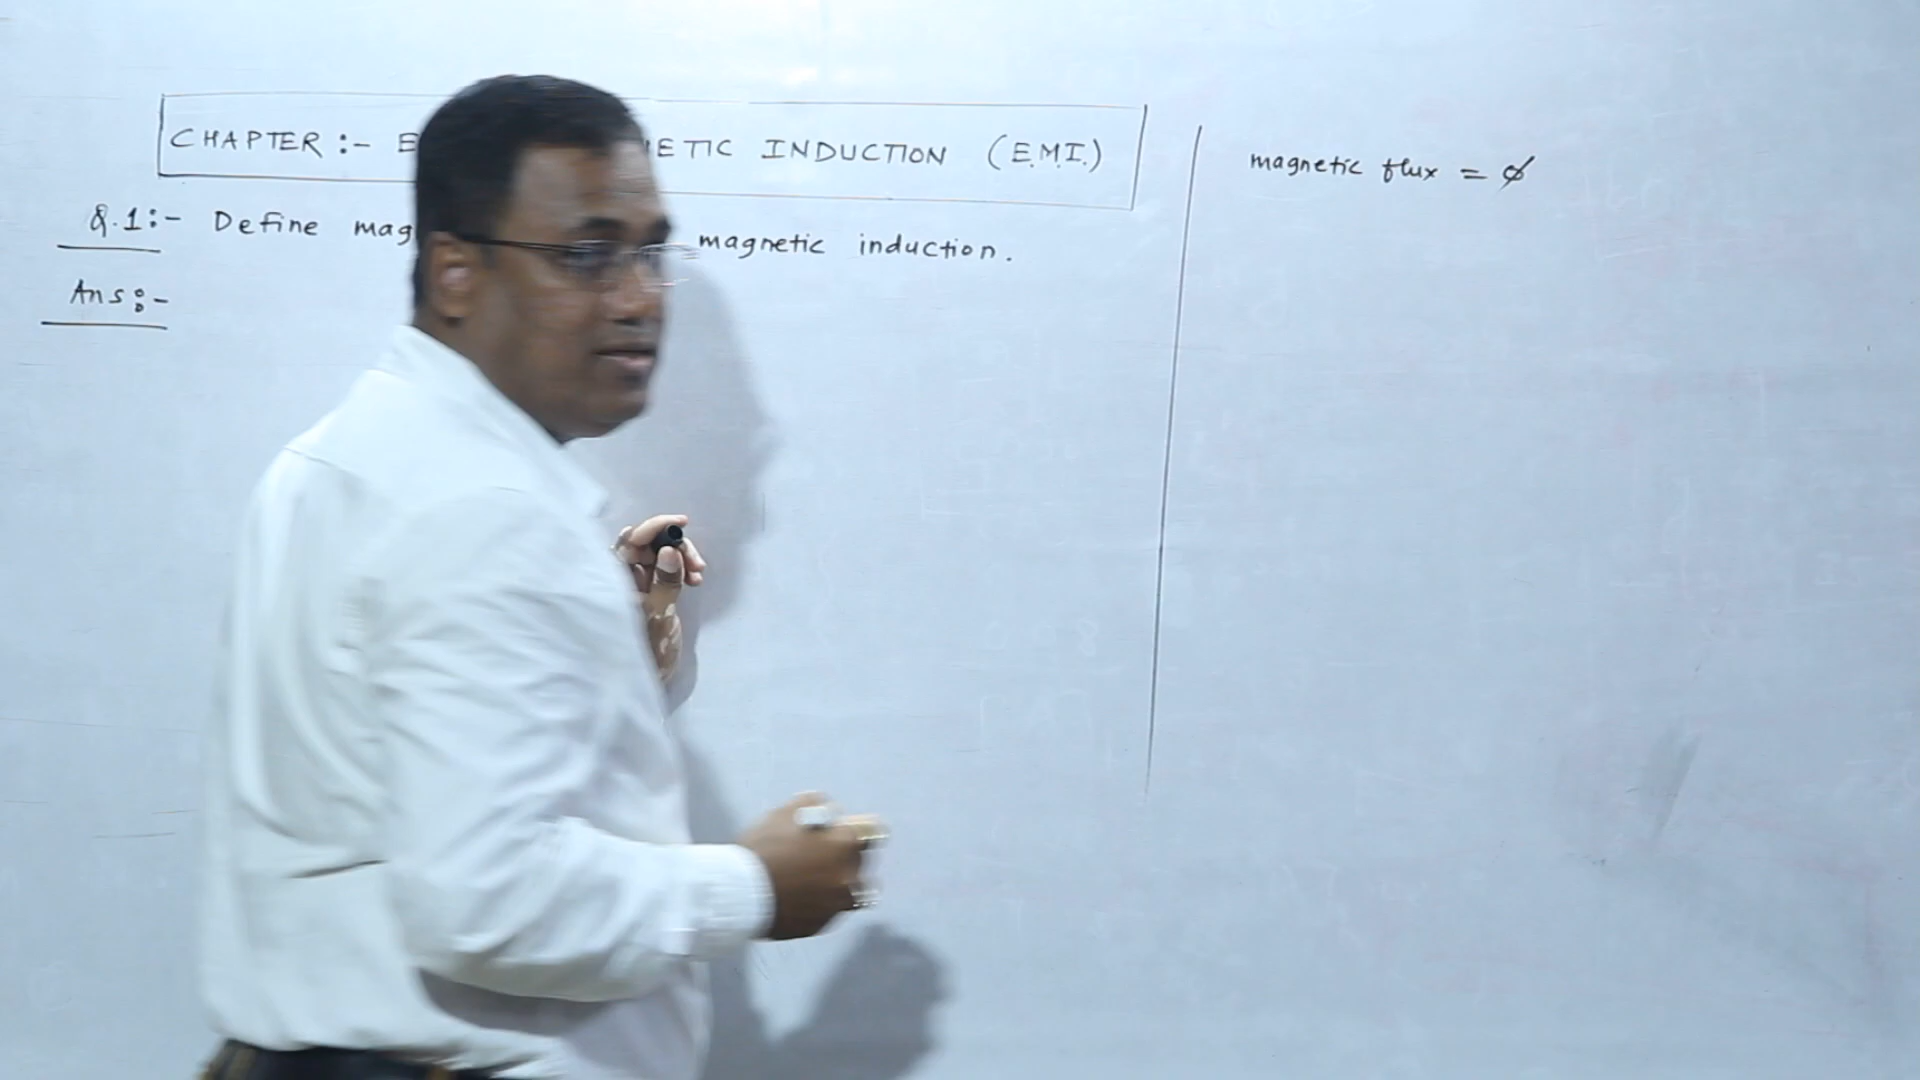 CHAPTER :- E ETIC INDUCTION (E.M.I.)
Q.1:- Define mag magnetic induction.
Ans:-
magnetic flux = ϕ